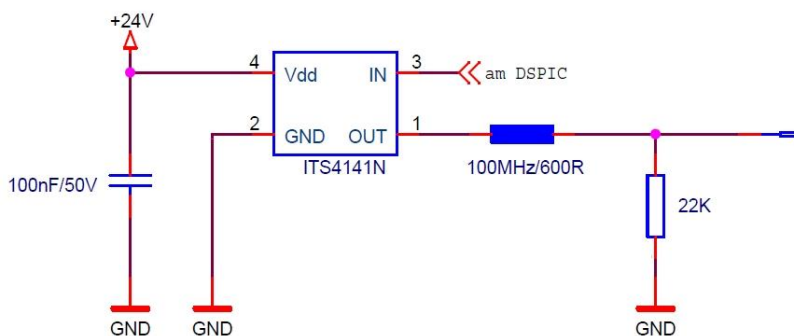 +24V
4
Vdd
IN
3
am DSPIC
2
GND
OUT
1
ITS4141N
100MHz/600R
100nF/50V
22K
GND
GND
GND